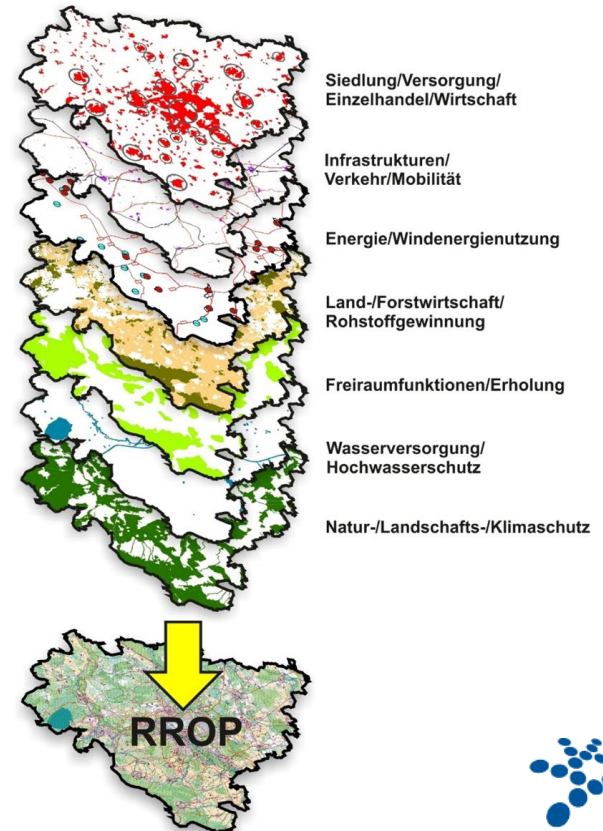 Siedlung/Versorgung/
Einzelhandel/Wirtschaft
Infrastrukturen/
Verkehr/Mobilität
Energie/Windenergienutzung
Land-/Forstwirtschaft/
Rohstoffgewinnung
Freiraumfunktionen/Erholung
Wasserversorgung/
Hochwasserschutz
Natur-/Landschafts-/Klimaschutz
RROP